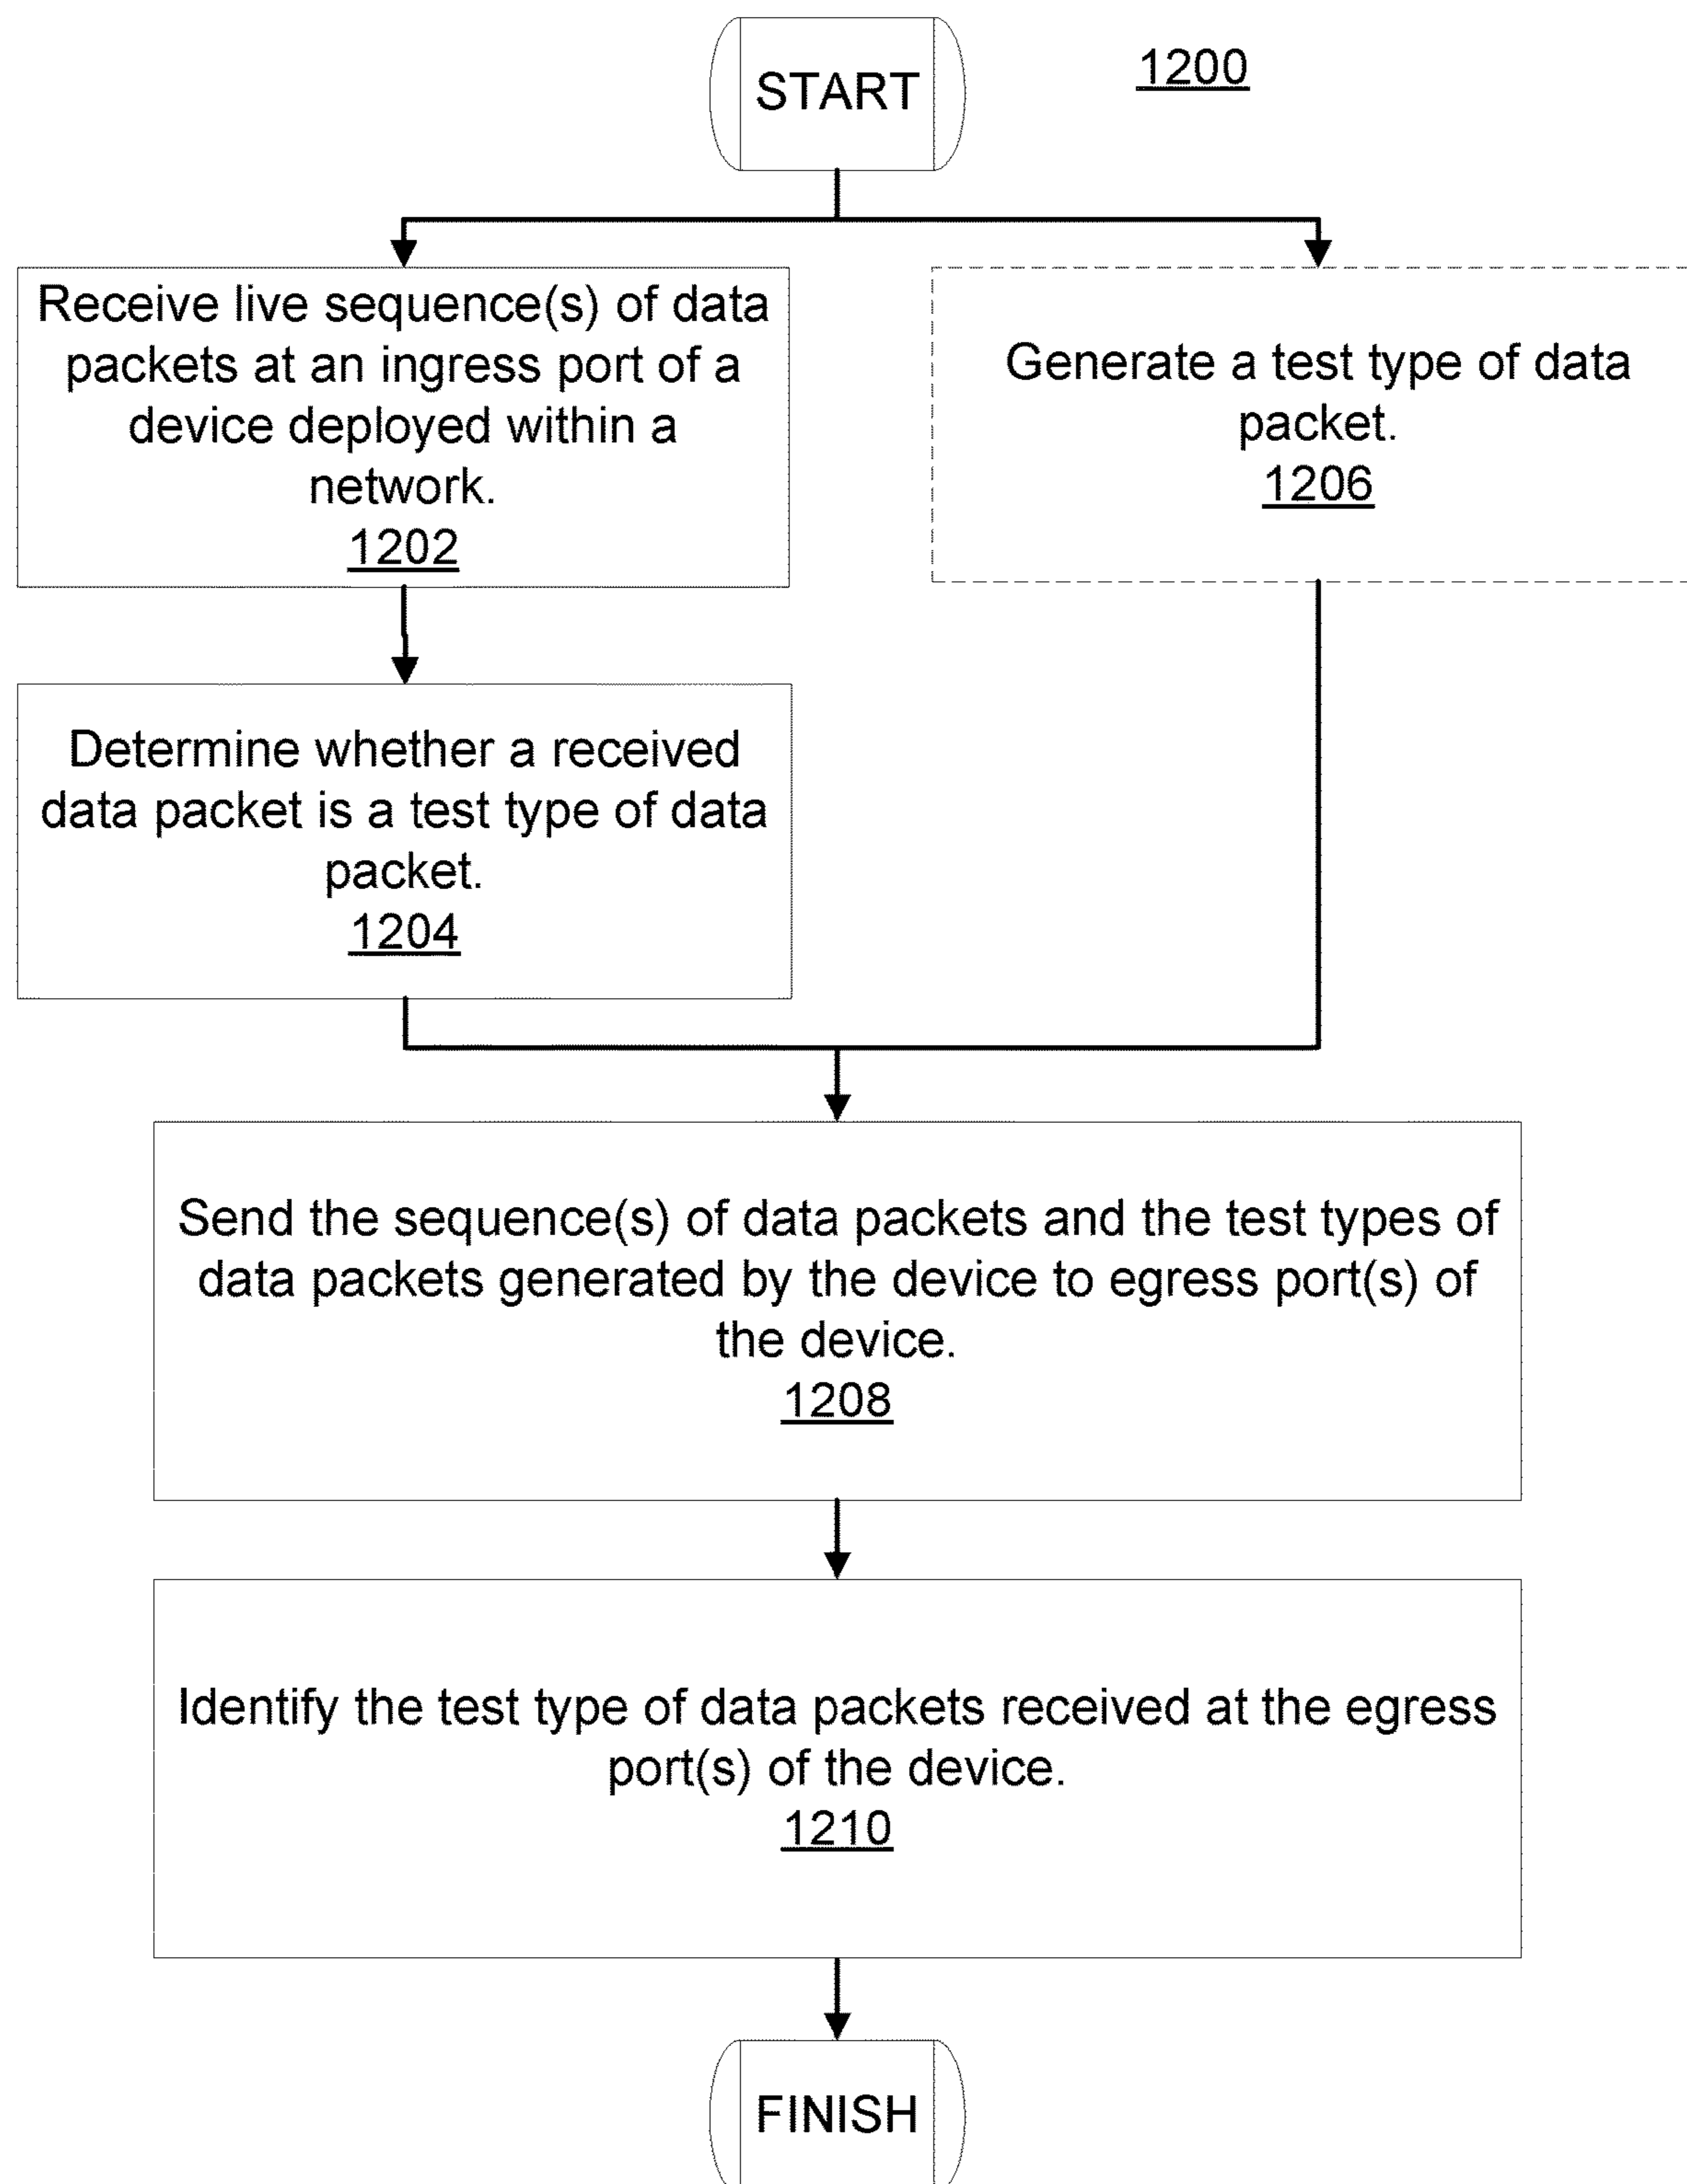 START
1200
Receive live sequence(s) of data
packets at an ingress port of a
device deployed within a
network.
1202
Generate a test type of data
packet.
1206
Determine whether a received
data packet is a test type of data
packet.
1204
Send the sequence(s) of data packets and the test types of
data packets generated by the device to egress port(s) of
the device.
1208
Identify the test type of data packets received at the egress
port(s) of the device.
1210
FINISH